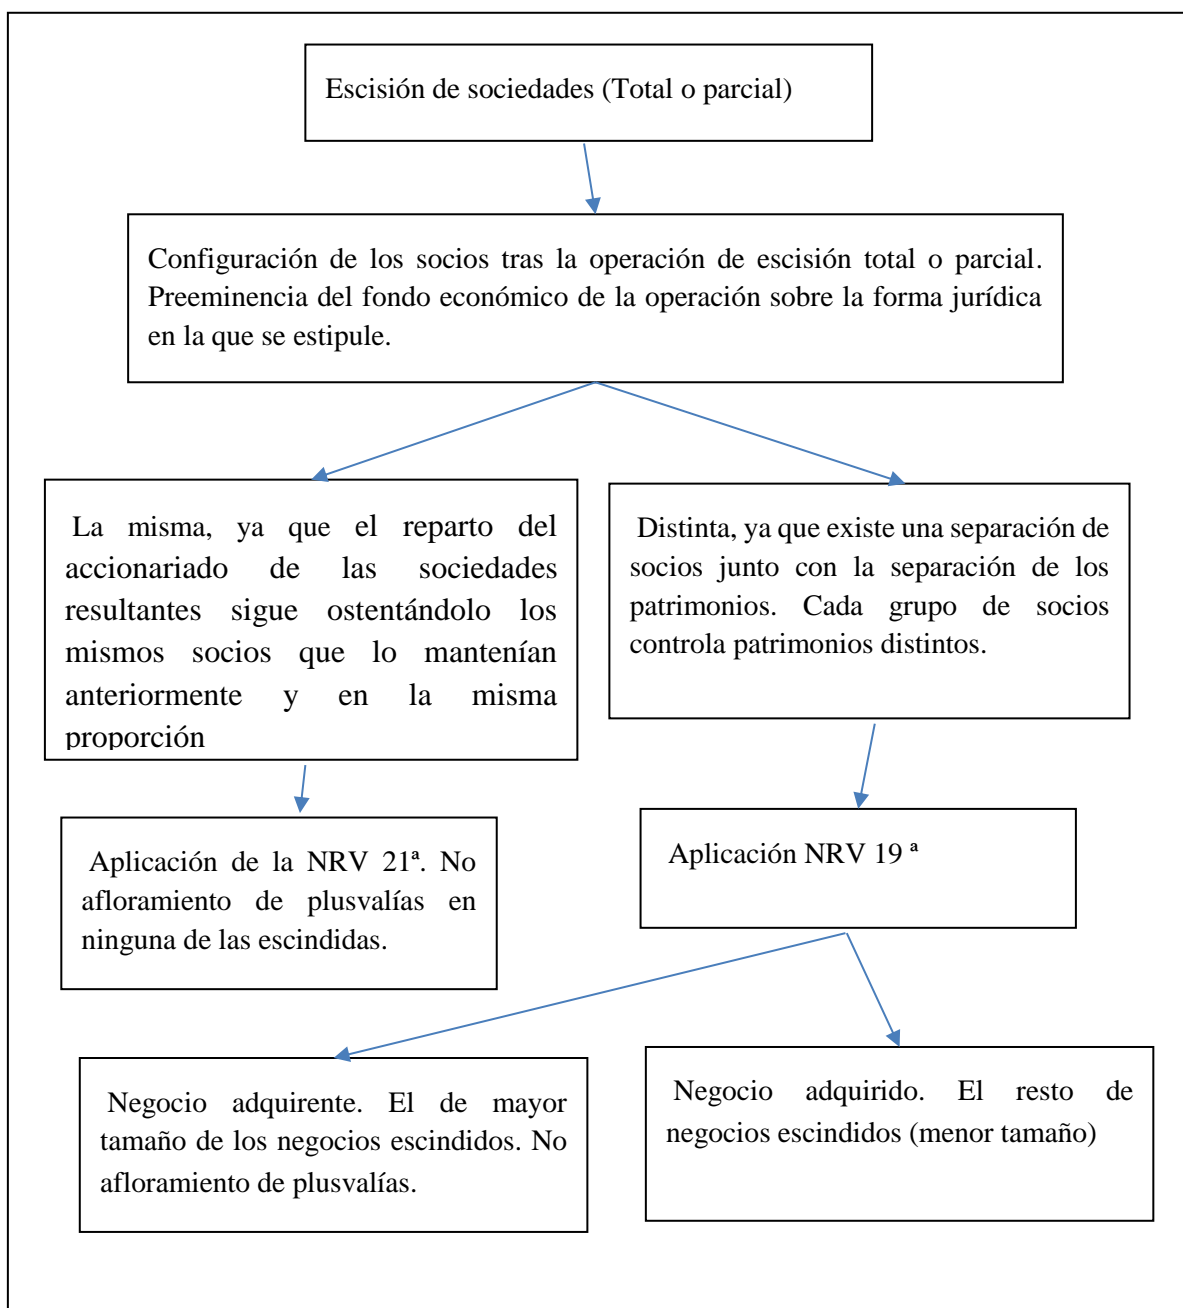 Escisión de sociedades (Total o parcial)
Configuración de los socios tras la operación de escisión total o parcial.
Preeminencia del fondo económico de la operación sobre la forma jurídica
en la que se estipule.
La misma, ya que el reparto del
accionariado de las sociedades
resultantes sigue ostentándolo los
mismos socios que lo mantenían
anteriormente y en la misma
proporción
Distinta, ya que existe una separación de
socios junto con la separación de los
patrimonios. Cada grupo de socios
controla patrimonios distintos.
Aplicación de la NRV 21ª. No
afloramiento de plusvalías en
ninguna de las escindidas.
Aplicación NRV 19 ª
Negocio adquirente. El de mayor
tamaño de los negocios escindidos. No
afloramiento de plusvalías.
Negocio adquirido. El resto de
negocios escindidos (menor tamaño)